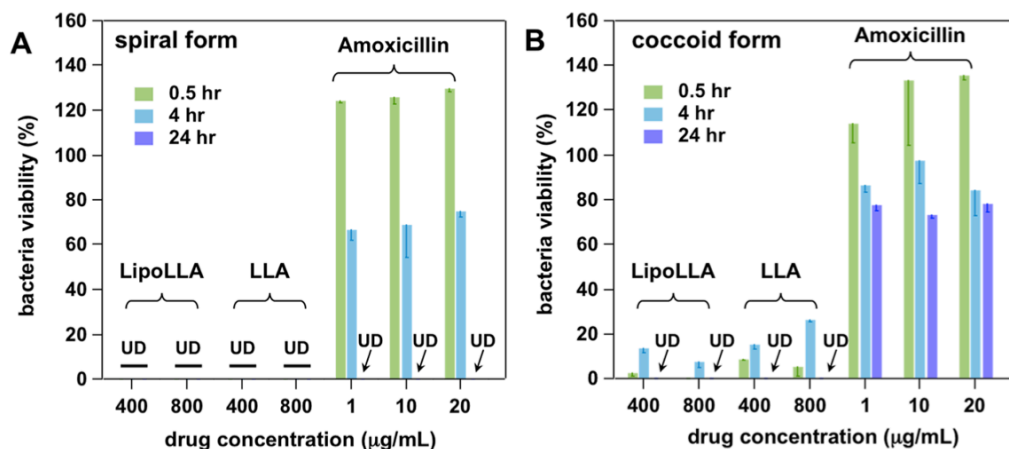 A
spiral form
Amoxicillin
0.5 hr
4 hr
24 hr
LipoLLA
LLA
UD
UD
UD
UD
UD
UD
UD
160
140
120
100
80
60
40
20
0
bacteria viability (%)
400
800
400
800
1
10
20
drug concentration (μg/mL)
B
coccoid form
Amoxicillin
0.5 hr
4 hr
24 hr
LipoLLA
LLA
UD
UD
UD
UD
160
140
120
100
80
60
40
20
0
bacteria viability (%)
400
800
400
800
1
10
20
drug concentration (μg/mL)